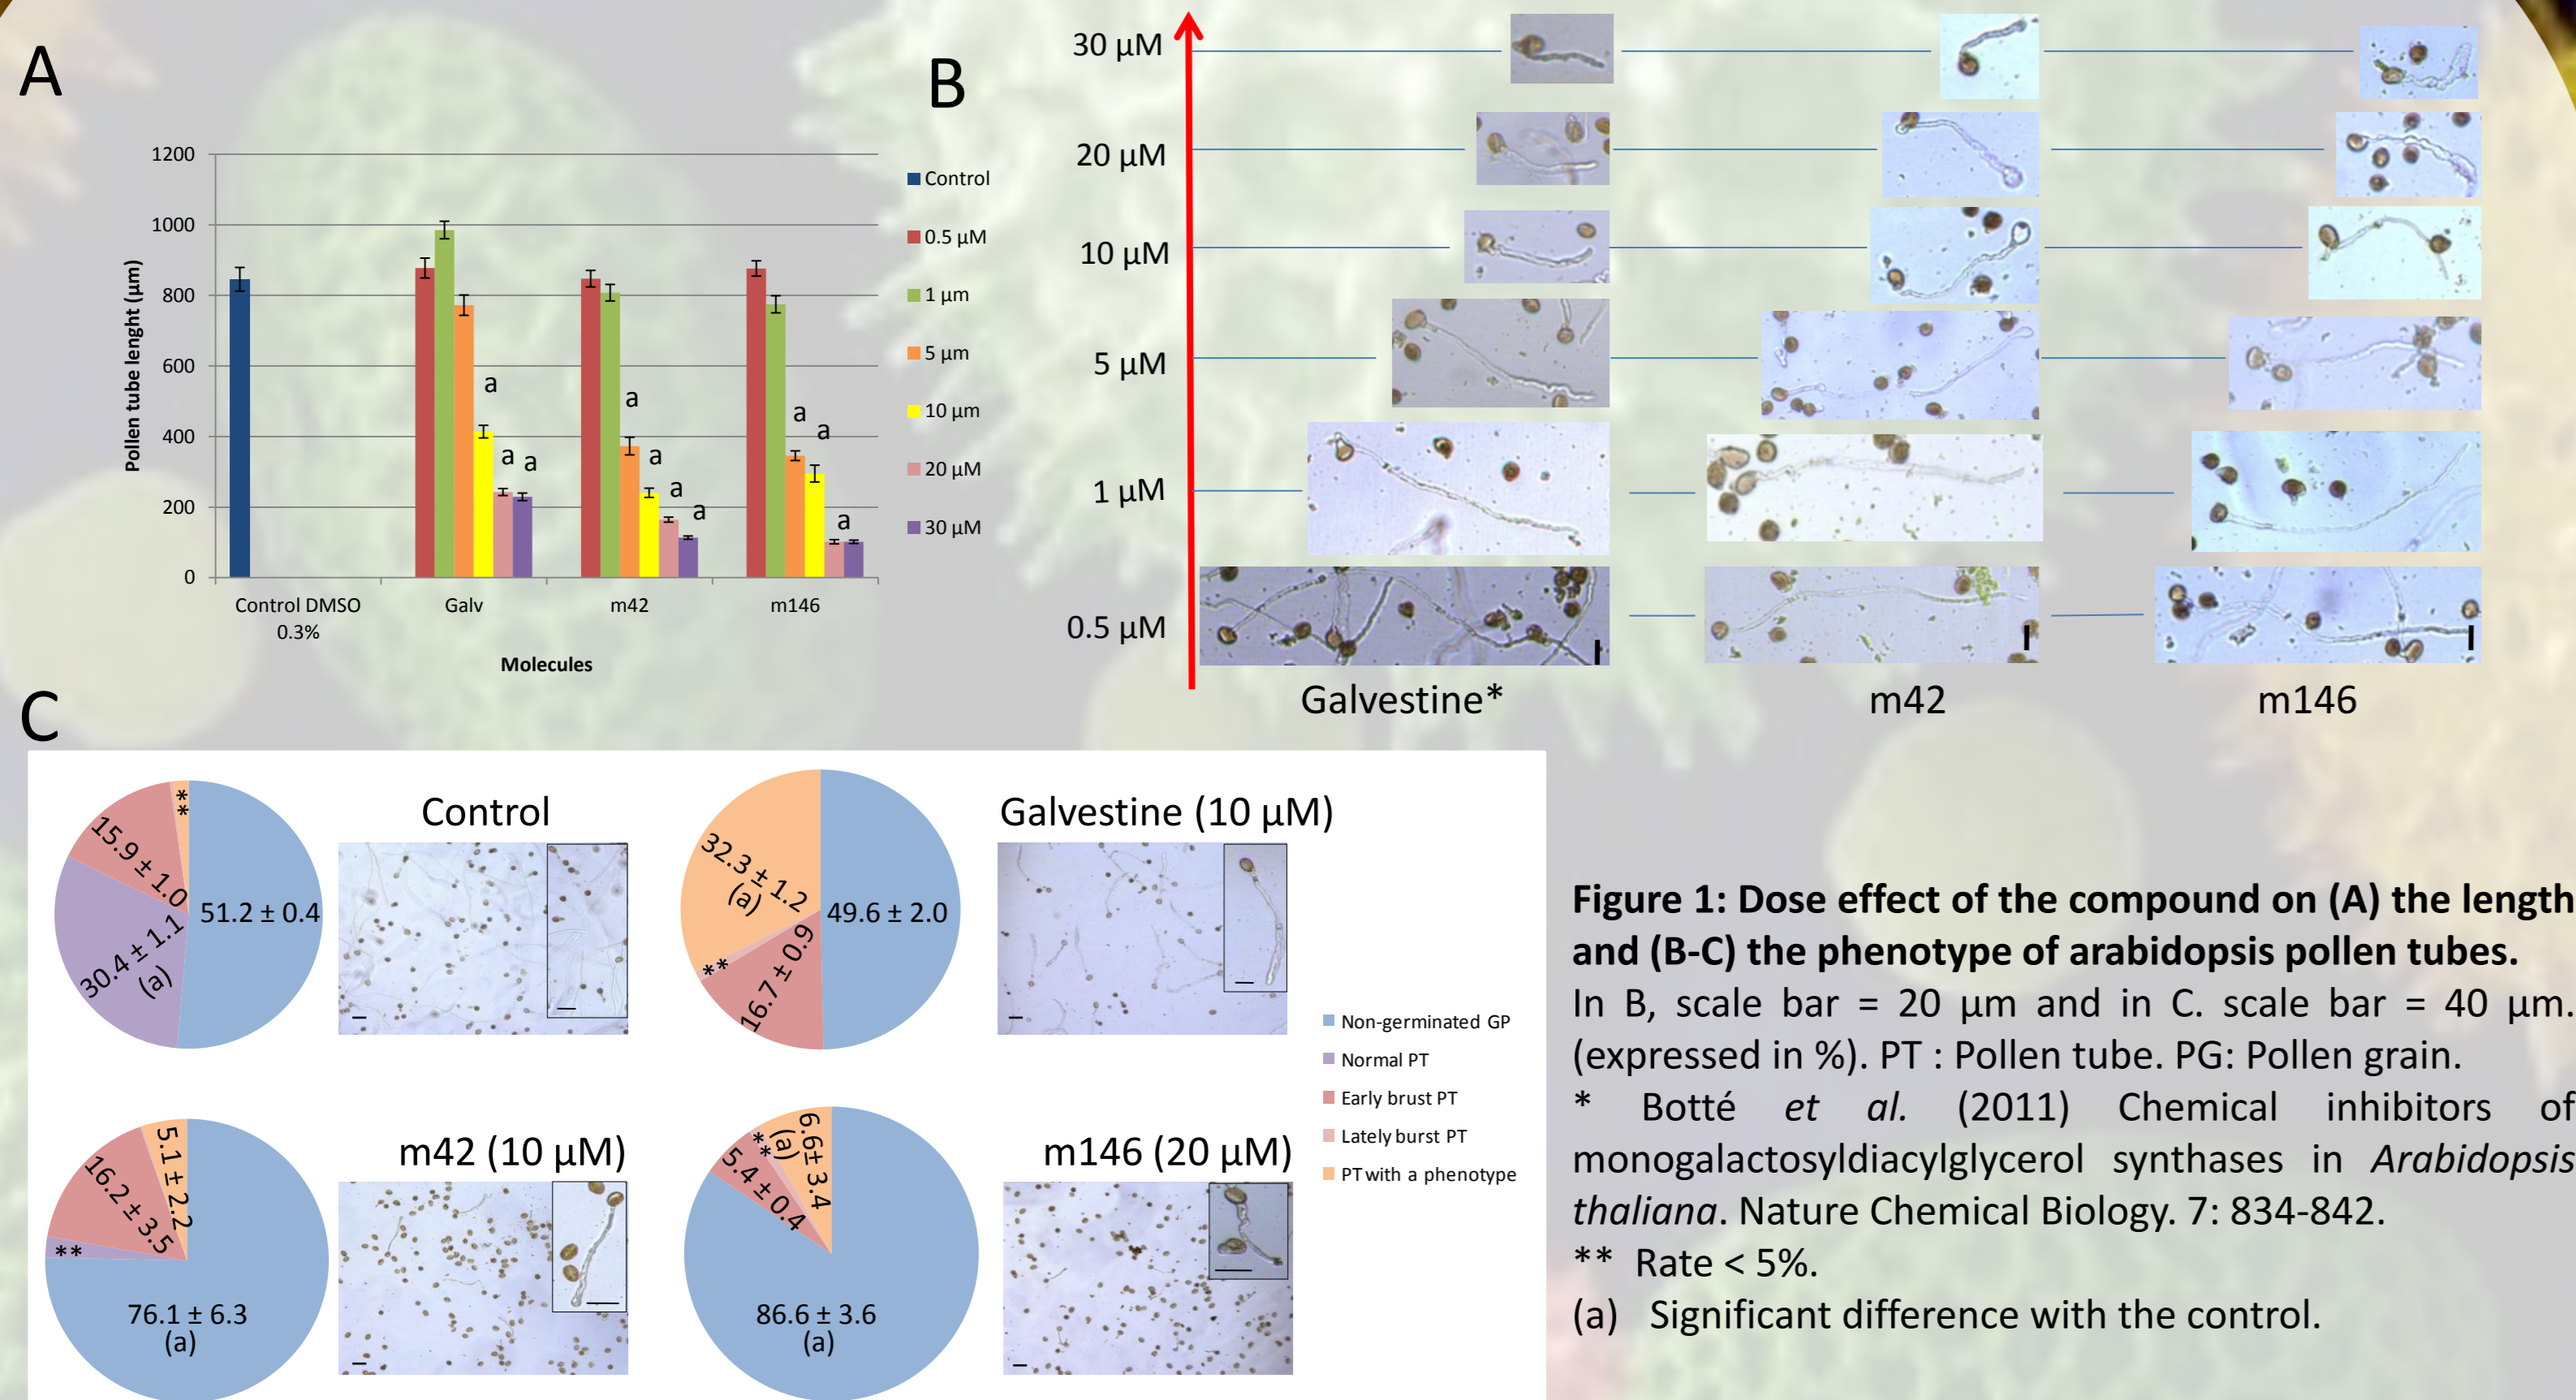 A
1200
1000
800
600
400
200
0
Pollen tube lenght (µm)
a
a a
a
a
a
a
a
a
a
Control DMSO 0.3%
Galv
m42
m146
Molecules
Control
0.5 µM
1 µm
5 µm
10 µm
20 µM
30 µM
B
30 µM
20 µM
10 µM
5 µM
1 µM
0.5 µM
Galvestine*
m42
m146
C
**
15.9 ± 1.0
30.4 ± 1.1
(a)
51.2 ± 0.4
Control
32.3 ± 1.2
(a)
**
16.7 ± 0.9
49.6 ± 2.0
Galvestine (10 µM)
5.1 ± 2.2
16.2 ± 3.5
**
76.1 ± 6.3
(a)
m42 (10 µM)
6.6± 3.4
(a)
**
5.4 ± 0.4
86.6 ± 3.6
(a)
m146 (20 µM)
Non-germinated GP
Normal PT
Early brust PT
Lately burst PT
PT with a phenotype
Figure 1: Dose effect of the compound on (A) the length
and (B-C) the phenotype of arabidopsis pollen tubes.
In B, scale bar = 20 µm and in C. scale bar = 40 µm.
(expressed in %). PT : Pollen tube. PG: Pollen grain.
* Botté et al. (2011) Chemical inhibitors of
monogalactosyldiacylglycerol synthases in Arabidopsis
thaliana. Nature Chemical Biology. 7: 834-842.
** Rate < 5%.
(a) Significant difference with the control.